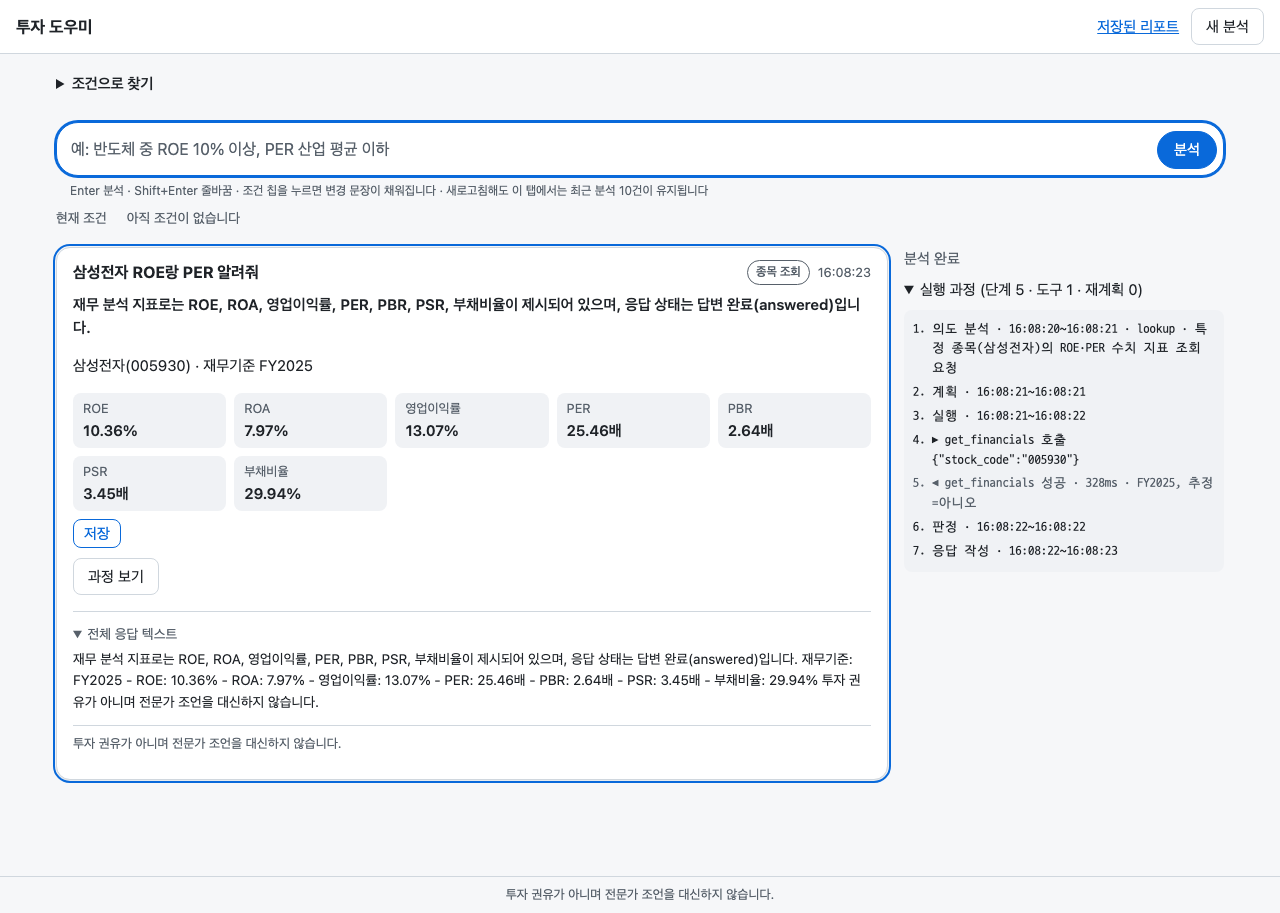 투자 도우미
저장된 리포트
새 분석
▶ 조건으로 찾기
예: 반도체 중 ROE 10% 이상, PER 산업 평균 이하
분석
Enter 분석 · Shift+Enter 줄바꿈 · 조건 칩을 누르면 변경 문장이 채워집니다 · 새로고침해도 이 탭에서는 최근 분석 10건이 유지됩니다
현재 조건 아직 조건이 없습니다
삼성전자 ROE랑 PER 알려줘
종목 조회
16:08:23
재무 분석 지표로는 ROE, ROA, 영업이익률, PER, PBR, PSR, 부채비율이 제시되어 있으며, 응답 상태는 답변 완료(answered)입니
다.
삼성전자(005930) · 재무기준 FY2025
ROE
10.36%
ROA
7.97%
영업이익률
13.07%
PER
25.46배
PBR
2.64배
PSR
3.45배
부채비율
29.94%
저장
과정 보기
▼ 전체 응답 텍스트
재무 분석 지표로는 ROE, ROA, 영업이익률, PER, PBR, PSR, 부채비율이 제시되어 있으며, 응답 상태는 답변 완료(answered)입니다. 재무기준:
FY2025 - ROE: 10.36% - ROA: 7.97% - 영업이익률: 13.07% - PER: 25.46배 - PBR: 2.64배 - PSR: 3.45배 - 부채비율: 29.94% 투자 권
유가 아니며 전문가 조언을 대신하지 않습니다.
투자 권유가 아니며 전문가 조언을 대신하지 않습니다.
분석 완료
▼ 실행 과정 (단계 5 · 도구 1 · 재계획 0)
1. 의도 분석 · 16:08:20~16:08:21 · lookup · 특
정 종목(삼성전자)의 ROE·PER 수치 지표 조회
요청
2. 계획 · 16:08:21~16:08:21
3. 실행 · 16:08:21~16:08:22
4. ▶ get_financials 호출
{"stock_code":"005930"}
5. ◀ get_financials 성공 · 328ms · FY2025, 추정
=아니오
6. 판정 · 16:08:22~16:08:22
7. 응답 작성 · 16:08:22~16:08:23
투자 권유가 아니며 전문가 조언을 대신하지 않습니다.